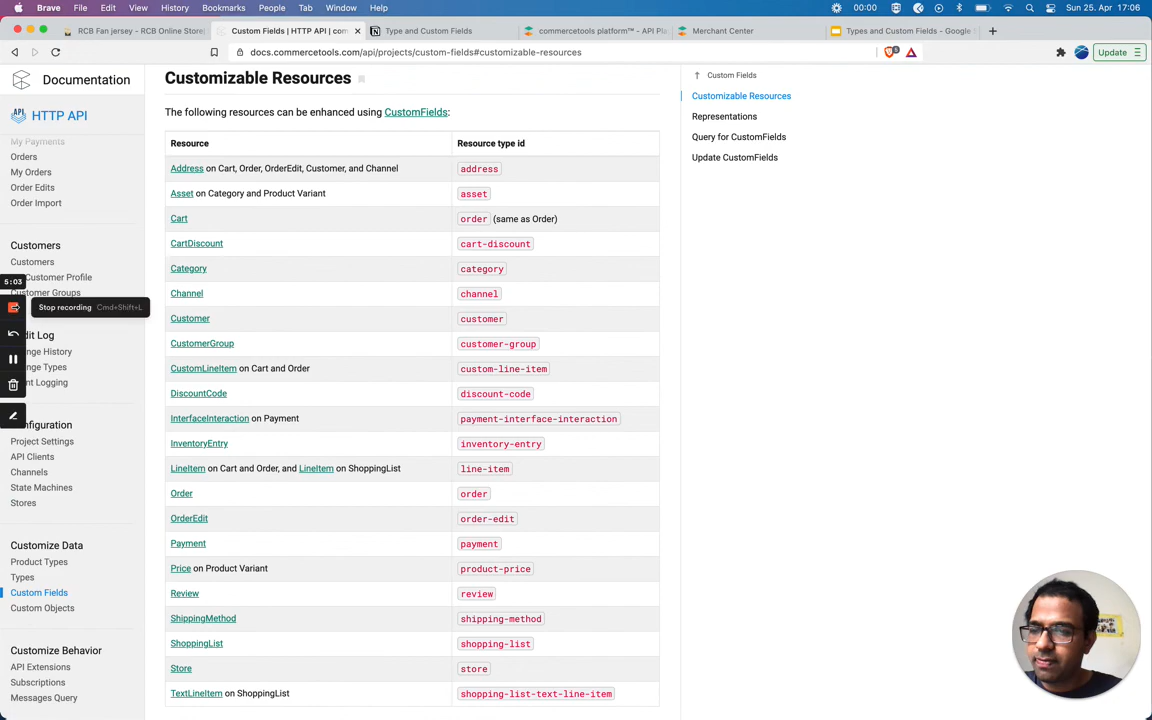 Brave File Edit View History Bookmarks People Tab Window Help 00:00 Sun 25. Apr 17:06
RCB Fan jersey - RCB Online Store
Custom Fields | HTTP API | com
Type and Custom Fields
commercetools platform™ - API Pla
Merchant Center
Types and Custom Fields - Google S
docs.commercetools.com/api/projects/custom-fields#customizable-resources
Update
Documentation
HTTP API
My Payments
Orders
My Orders
Order Edits
Order Import
Customers
Customers
Customer Profile
Customer Groups
5:03
Stop recording Cmd+Shift+L
dit Log
nge History
nge Types
nt Logging
nfiguration
Project Settings
API Clients
Channels
State Machines
Stores
Customize Data
Product Types
Types
Custom Fields
Custom Objects
Customize Behavior
API Extensions
Subscriptions
Messages Query
Customizable Resources
The following resources can be enhanced using CustomFields:
Resource Resource type id
Address on Cart, Order, OrderEdit, Customer, and Channel address
Asset on Category and Product Variant asset
Cart order (same as Order)
CartDiscount cart-discount
Category category
Channel channel
Customer customer
CustomerGroup customer-group
CustomLineItem on Cart and Order custom-line-item
DiscountCode discount-code
InterfaceInteraction on Payment payment-interface-interaction
InventoryEntry inventory-entry
LineItem on Cart and Order, and LineItem on ShoppingList line-item
Order order
OrderEdit order-edit
Payment payment
Price on Product Variant product-price
Review review
ShippingMethod shipping-method
ShoppingList shopping-list
Store store
TextLineItem on ShoppingList shopping-list-text-line-item
Custom Fields
Customizable Resources
Representations
Query for CustomFields
Update CustomFields